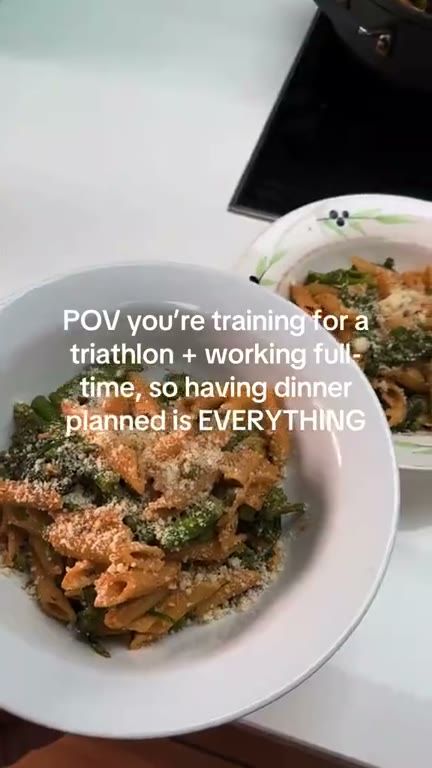 POV you're training for a
triathlon + working full-
time, so having dinner
planned is EVERYTHING